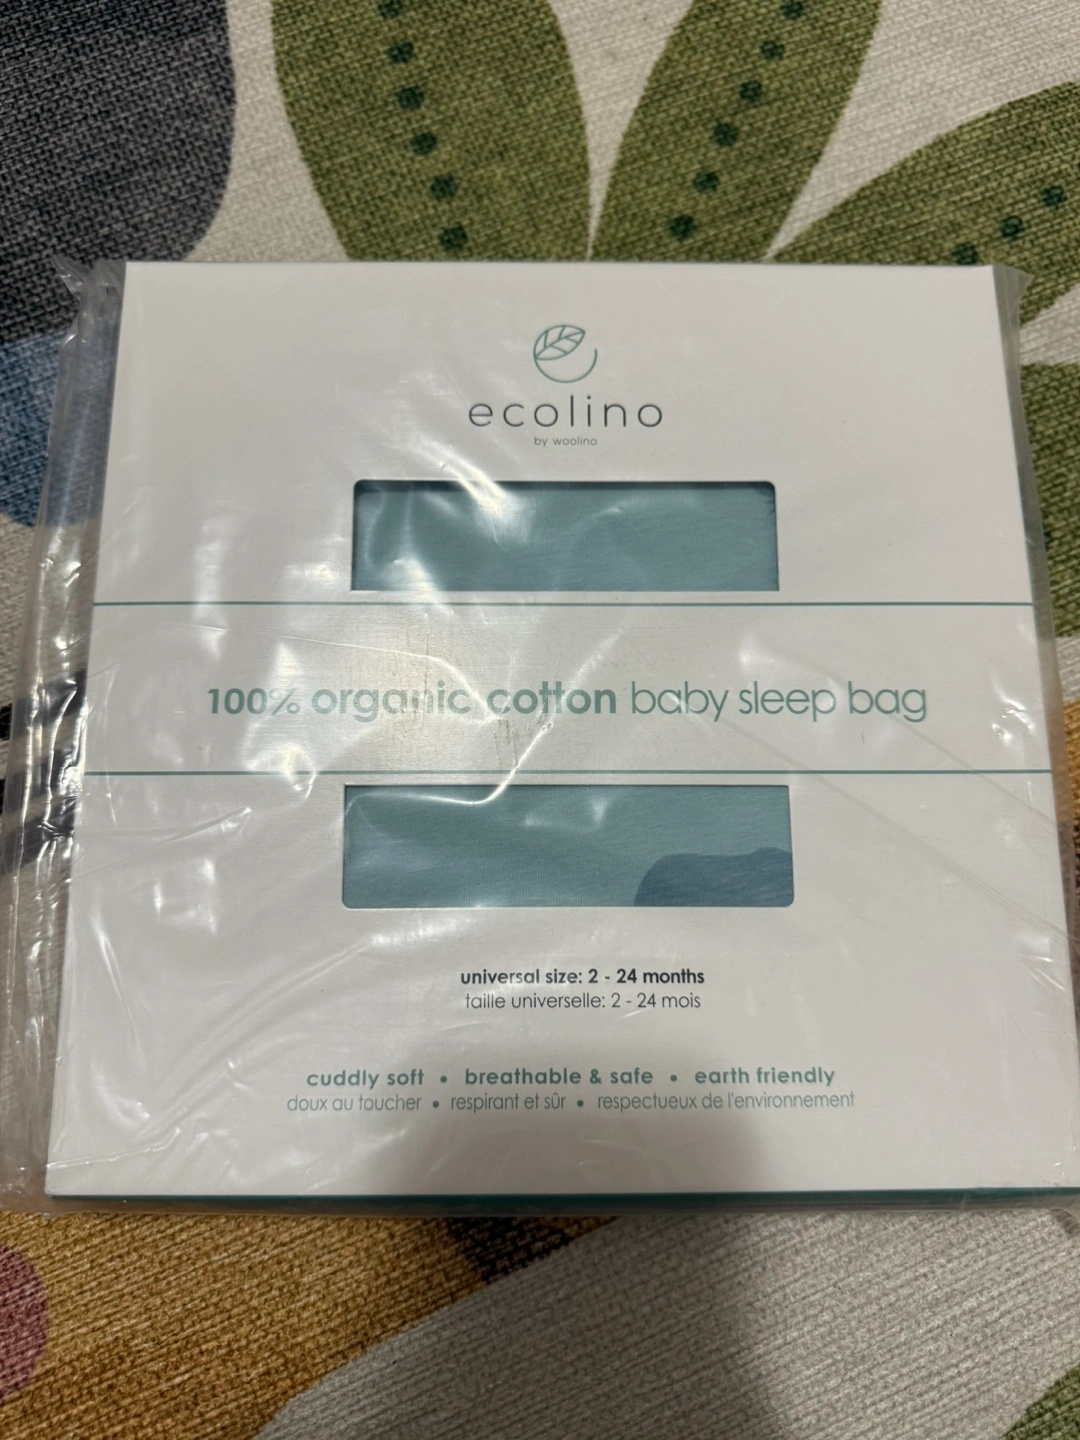 ecolino
by woolino
100% organic cotton baby sleep bag
universal size: 2 - 24 months
taille universelle: 2 - 24 mois
cuddly soft • breathable & safe • earth friendly
doux au toucher • respirant et sûr • respectueux de l'environnement